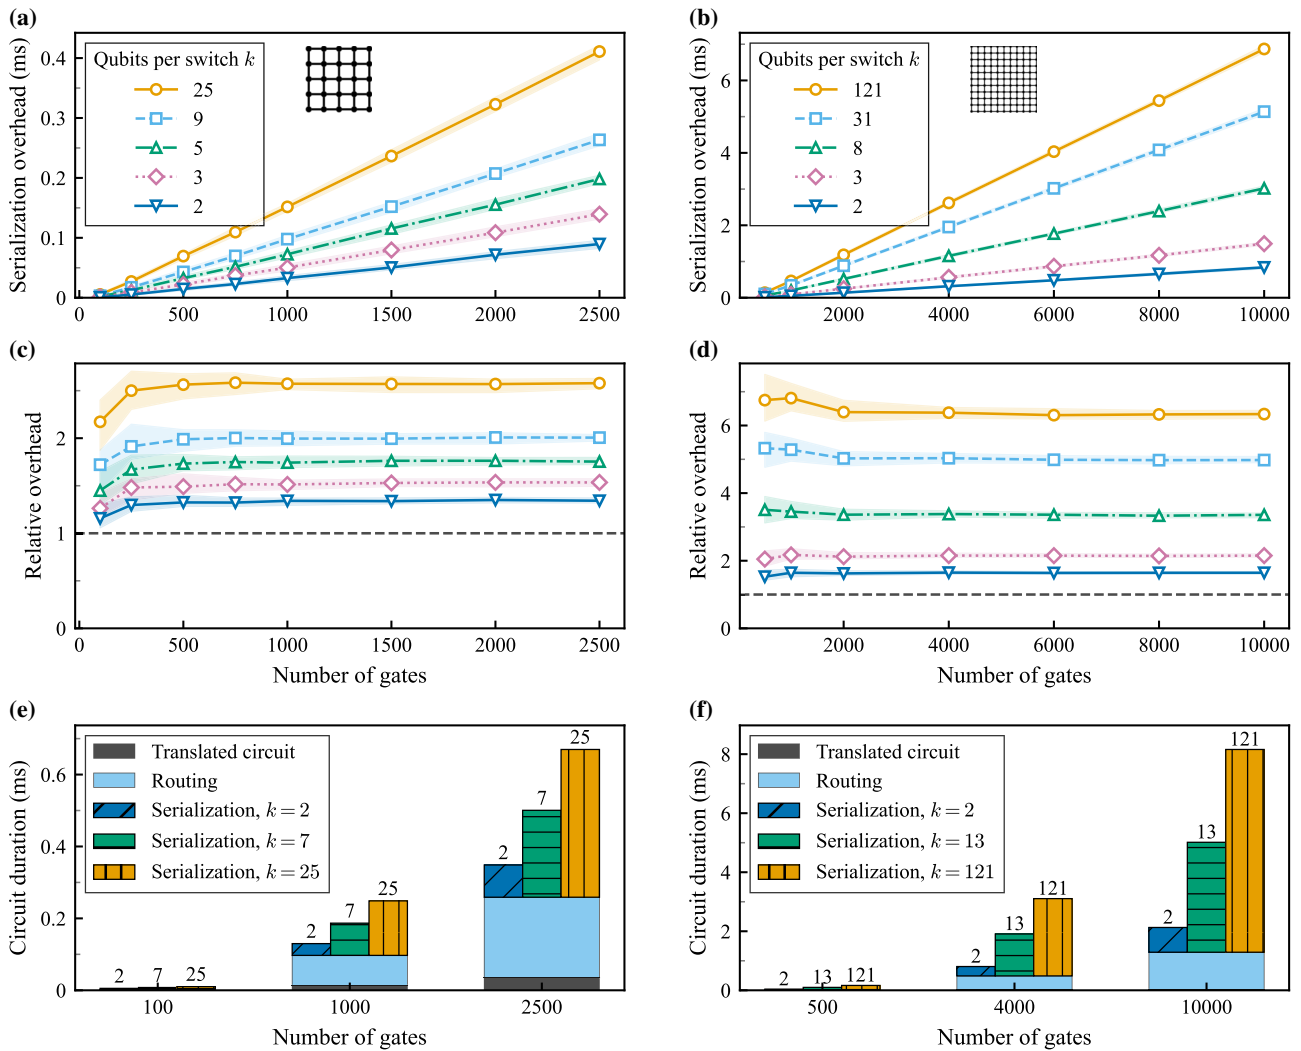 (a)
Serialization overhead (ms)
0.4
0.3
0.2
0.1
0
Qubits per switch k
25
9
5
3
2
500
1000
1500
2000
2500
(b)
Serialization overhead (ms)
6
4
2
0
Qubits per switch k
121
31
8
3
2
2000
4000
6000
8000
10000
(c)
Relative overhead
2
1
0
0
500
1000
1500
2000
2500
Number of gates
(d)
Relative overhead
6
4
2
0
2000
4000
6000
8000
10000
Number of gates
(e)
Circuit duration (ms)
0.6
0.4
0.2
0
Translated circuit
Routing
Serialization, k = 2
Serialization, k = 7
Serialization, k = 25
2
7
25
2
7
25
2
7
25
100
1000
2500
Number of gates
(f)
Circuit duration (ms)
8
6
4
2
0
Translated circuit
Routing
Serialization, k = 2
Serialization, k = 13
Serialization, k = 121
2
13
121
2
13
121
2
13
121
500
4000
10000
Number of gates